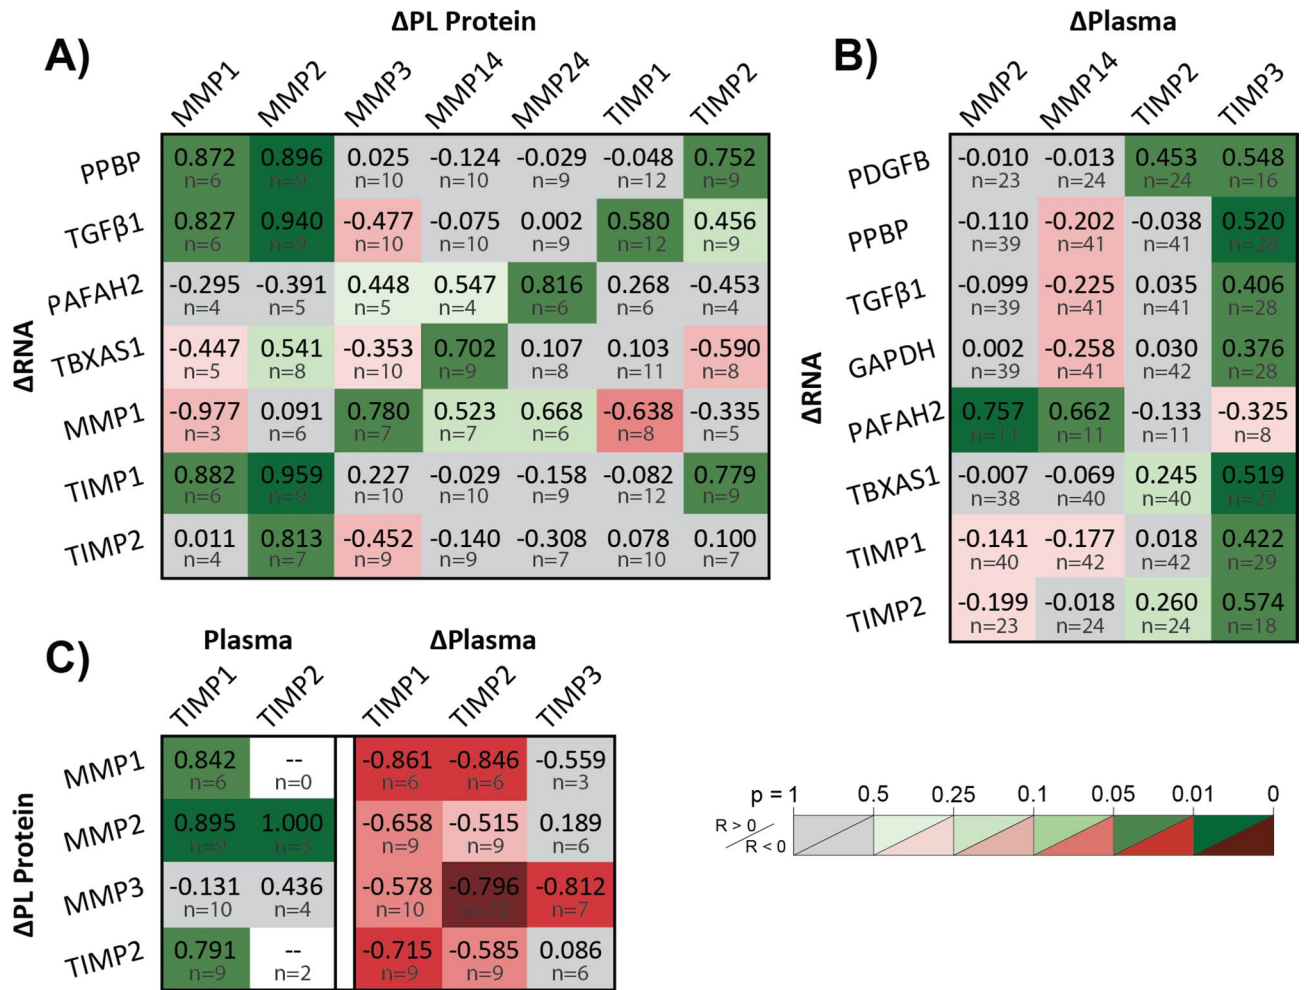 ΔPL Protein
A)
MMP1 MMP2 MMP3 MMP14 MMP24 TIMP1 TIMP2
ΔRNA
PPBP 0.872 0.896 0.025 -0.124 -0.029 -0.048 0.752
n=6 n=9 n=10 n=10 n=9 n=12 n=9
TGFβ1 0.827 0.940 -0.477 -0.075 0.002 0.580 0.456
n=6 n=9 n=10 n=10 n=9 n=12 n=9
PAFAH2 -0.295 -0.391 0.448 0.547 0.816 0.268 -0.453
n=4 n=5 n=5 n=4 n=6 n=6 n=4
TBXAS1 -0.447 0.541 -0.353 0.702 0.107 0.103 -0.590
n=5 n=8 n=10 n=9 n=8 n=11 n=8
MMP1 -0.977 0.091 0.780 0.523 0.668 -0.638 -0.335
n=3 n=6 n=7 n=7 n=6 n=8 n=5
TIMP1 0.882 0.959 0.227 -0.029 -0.158 -0.082 0.779
n=6 n=9 n=10 n=10 n=9 n=12 n=9
TIMP2 0.011 0.813 -0.452 -0.140 -0.308 0.078 0.100
n=4 n=7 n=9 n=9 n=7 n=10 n=7
ΔPlasma
B)
MMP2 MMP14 TIMP2 TIMP3
ΔRNA
PDGFB -0.010 -0.013 0.453 0.548
n=23 n=24 n=24 n=16
PPBP -0.110 -0.202 -0.038 0.520
n=39 n=41 n=41 n=28
TGFβ1 -0.099 -0.225 0.035 0.406
n=39 n=41 n=41 n=28
GAPDH 0.002 -0.258 0.030 0.376
n=39 n=41 n=42 n=28
PAFAH2 0.757 0.662 -0.133 -0.325
n=11 n=11 n=11 n=8
TBXAS1 -0.007 -0.069 0.245 0.519
n=38 n=40 n=40 n=27
TIMP1 -0.141 -0.177 0.018 0.422
n=40 n=42 n=42 n=29
TIMP2 -0.199 -0.018 0.260 0.574
n=23 n=24 n=24 n=18
Plasma ΔPlasma
C)
TIMP1 TIMP2 TIMP1 TIMP2 TIMP3
ΔPL Protein
MMP1 0.842 -- -0.861 -0.846 -0.559
n=6 n=0 n=6 n=6 n=3
MMP2 0.895 1.000 -0.658 -0.515 0.189
n=9 n=3 n=9 n=9 n=6
MMP3 -0.131 0.436 -0.578 -0.796 -0.812
n=10 n=4 n=10 n=10 n=7
TIMP2 0.791 -- -0.715 -0.585 0.086
n=9 n=2 n=9 n=9 n=6
p = 1 0.5 0.25 0.1 0.05 0.01 0
R > 0
R < 0